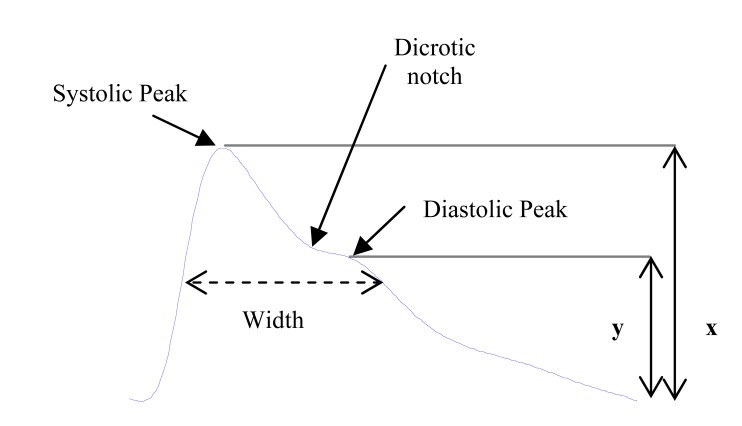 Dicrotic
notch
Systolic Peak
Diastolic Peak
Width
y
x